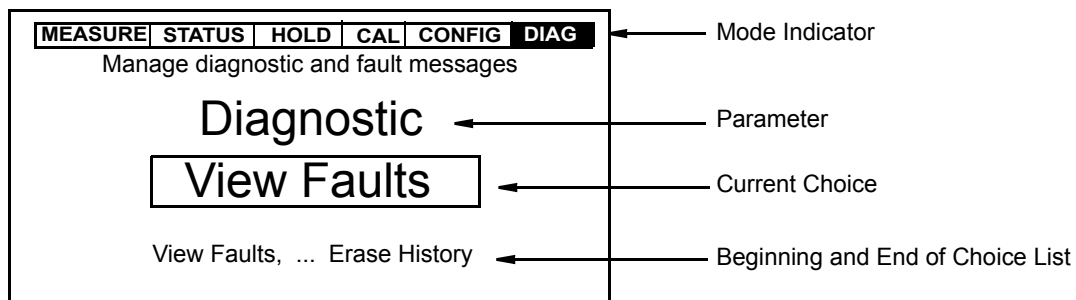 MEASURE STATUS HOLD CAL CONFIG DIAG
Mode Indicator
Manage diagnostic and fault messages
Diagnostic
Parameter
View Faults
Current Choice
View Faults, ... Erase History
Beginning and End of Choice List